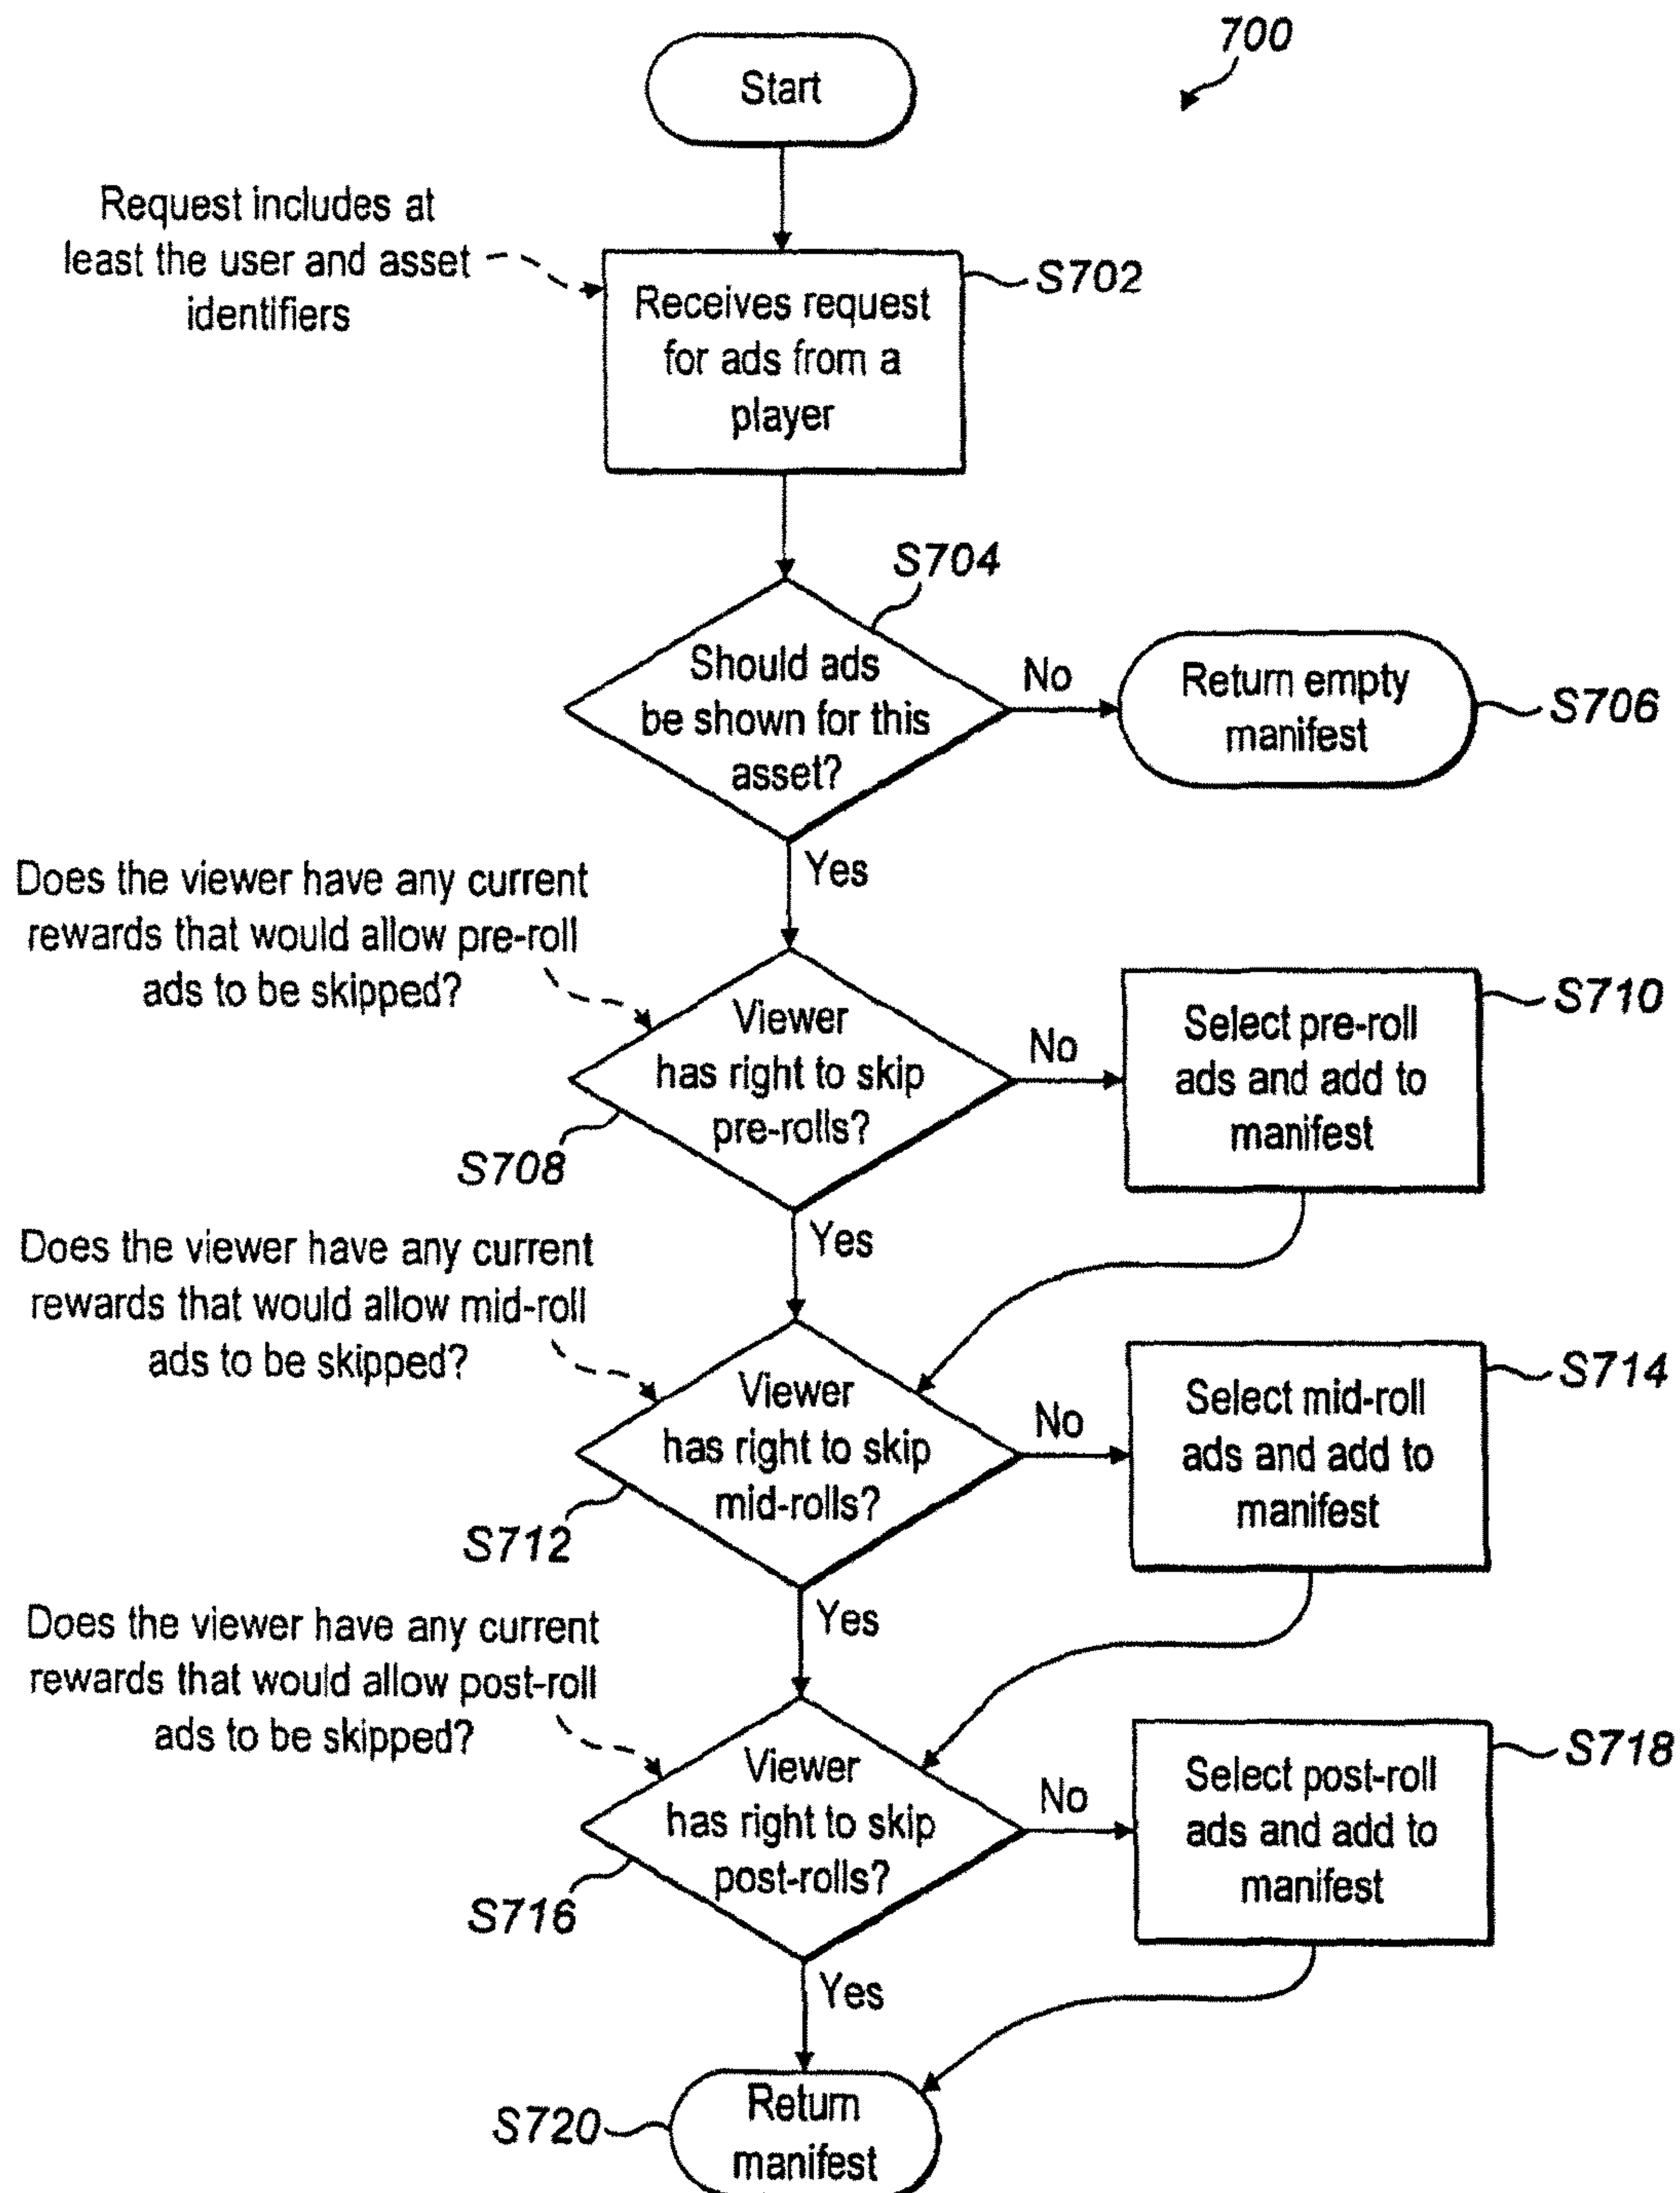 700
Start
Request includes at
least the user and asset
identifiers
S702
Receives request
for ads from a
player
S704
Should ads
be shown for this
asset?
No
Return empty
manifest
S706
Yes
Does the viewer have any current
rewards that would allow pre-roll
ads to be skipped?
Viewer
has right to skip
pre-rolls?
S708
No
Select pre-roll
ads and add to
manifest
S710
Yes
Does the viewer have any current
rewards that would allow mid-roll
ads to be skipped?
Viewer
has right to skip
mid-rolls?
S712
No
Select mid-roll
ads and add to
manifest
S714
Yes
Does the viewer have any current
rewards that would allow post-roll
ads to be skipped?
Viewer
has right to skip
post-rolls?
S716
No
Select post-roll
ads and add to
manifest
S718
Yes
S720
Return
manifest